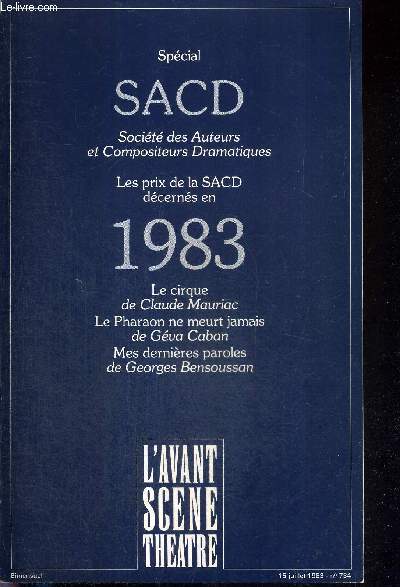 Spécial
SACD
Société des Auteurs
et Compositeurs Dramatiques
Les prix de la SACD
décernés en
1983
Le cirque
de Claude Mauriac
Le Pharaon ne meurt jamais
de Géva Caban
Mes dernières paroles
de Georges Bensoussan
L'AVANT
SCENE
THEATRE
Bimensuel
15 juillet 1983 - n° 734
© le-livre.com